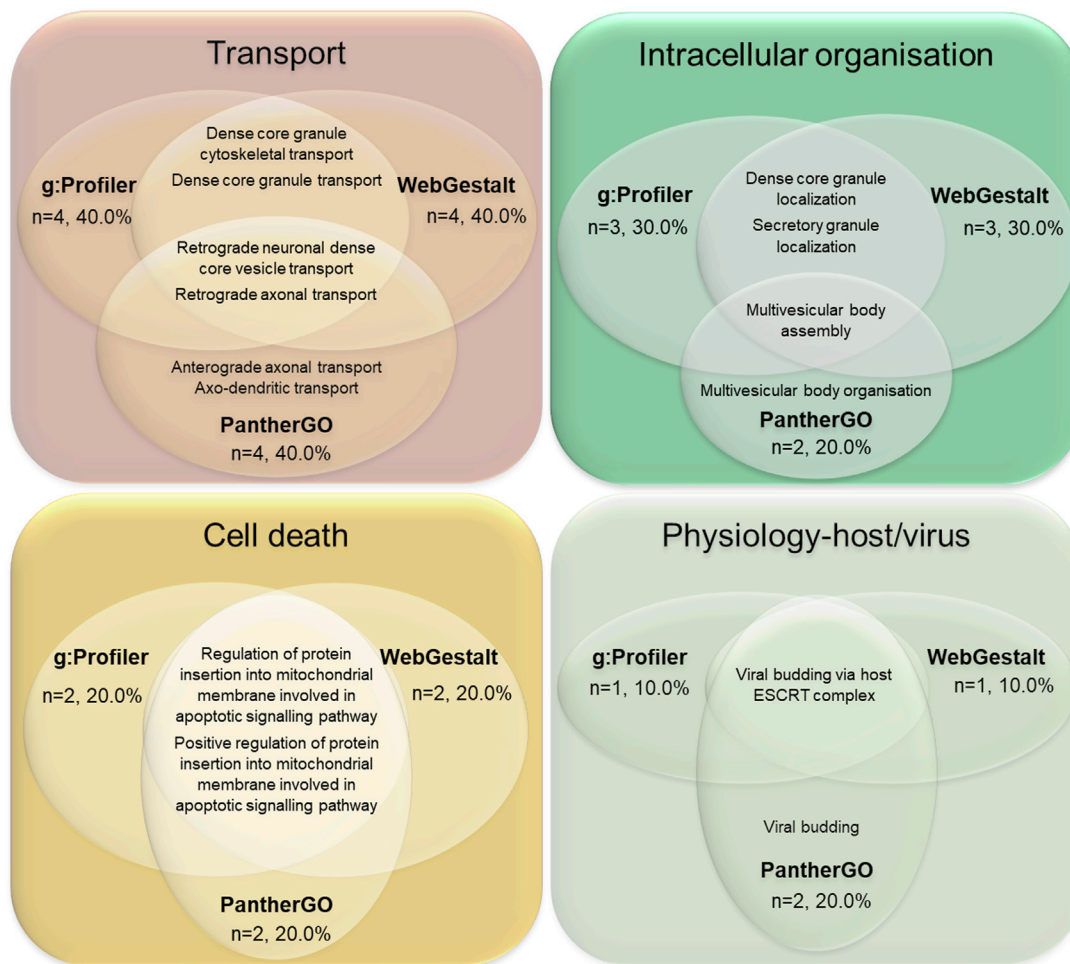 Transport
Dense core granule
cytoskeletal transport
Dense core granule transport
g:Profiler
n=4, 40.0%
WebGestalt
n=4, 40.0%
Retrograde neuronal dense
core vesicle transport
Retrograde axonal transport
Anterograde axonal transport
Axo-dendritic transport
PantherGO
n=4, 40.0%
Intracellular organisation
g:Profiler
n=3, 30.0%
Dense core granule
localization
Secretory granule
localization
WebGestalt
n=3, 30.0%
Multivesicular body
assembly
Multivesicular body organisation
PantherGO
n=2, 20.0%
Cell death
g:Profiler
n=2, 20.0%
Regulation of protein
insertion into mitochondrial
membrane involved in
apoptotic signalling pathway
Positive regulation of protein
insertion into mitochondrial
membrane involved in
apoptotic signalling pathway
WebGestalt
n=2, 20.0%
PantherGO
n=2, 20.0%
Physiology-host/virus
g:Profiler
n=1, 10.0%
Viral budding via host
ESCRT complex
WebGestalt
n=1, 10.0%
Viral budding
PantherGO
n=2, 20.0%